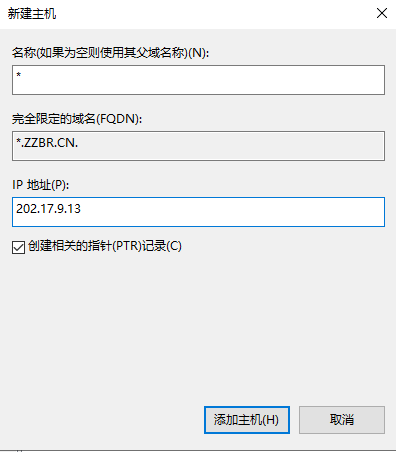 新建主机
名称(如果为空则使用其父域名称)(N):
*
完全限定的域名(FQDN):
*.ZZBR.CN.
IP 地址(P):
202.17.9.13
创建相关的指针(PTR)记录(C)
添加主机(H) 取消